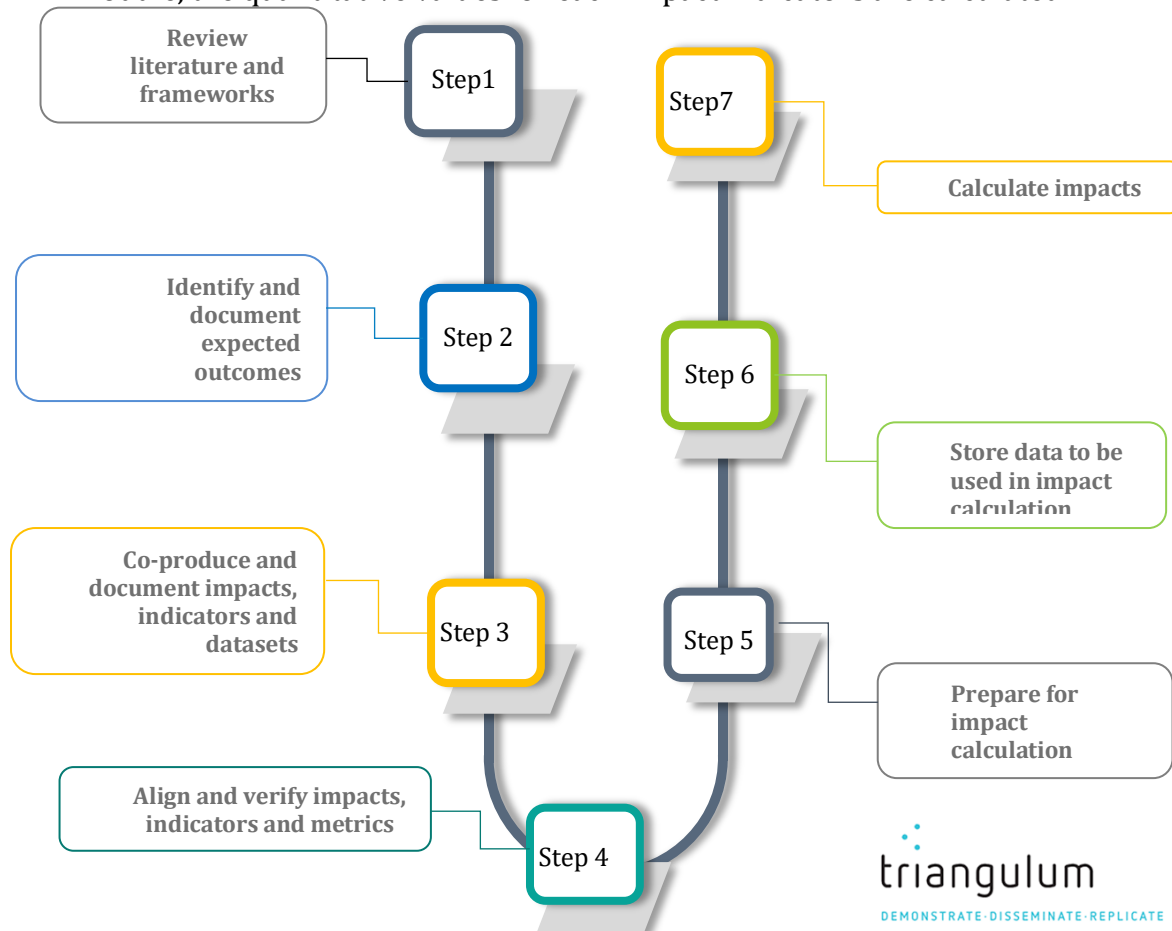 Review
literature and
frameworks
Step1
Step7
Calculate impacts
Identify and
document
expected
outcomes
Step 2
Step 6
Store data to be
used in impact
calculation
Co-produce and
document impacts,
indicators and
datasets
Step 3
Step 5
Prepare for
impact
calculation
Align and verify impacts,
indicators and metrics
Step 4
triangulum
DEMONSTRATE·DISSEMINATE·REPLICATE